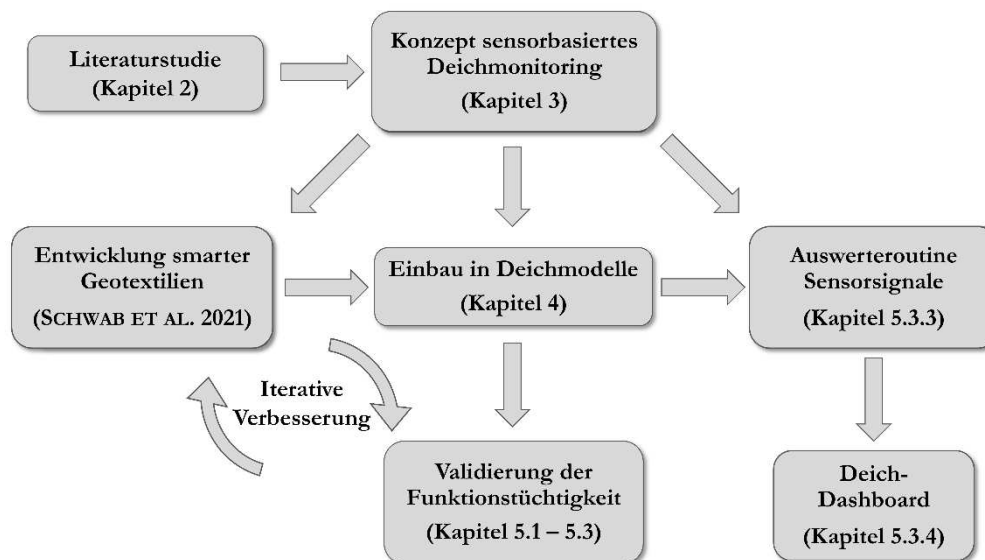 Literaturstudie
(Kapitel 2)
Konzept sensorbasiertes
Deichmonitoring
(Kapitel 3)
Entwicklung smarter
Geotextilien
(SCHWAB ET AL. 2021)
Einbau in Deichmodelle
(Kapitel 4)
Auswerteroutine
Sensorsignale
(Kapitel 5.3.3)
Iterative
Verbesserung
Validierung der
Funktionstüchtigkeit
(Kapitel 5.1 – 5.3)
Deich-
Dashboard
(Kapitel 5.3.4)